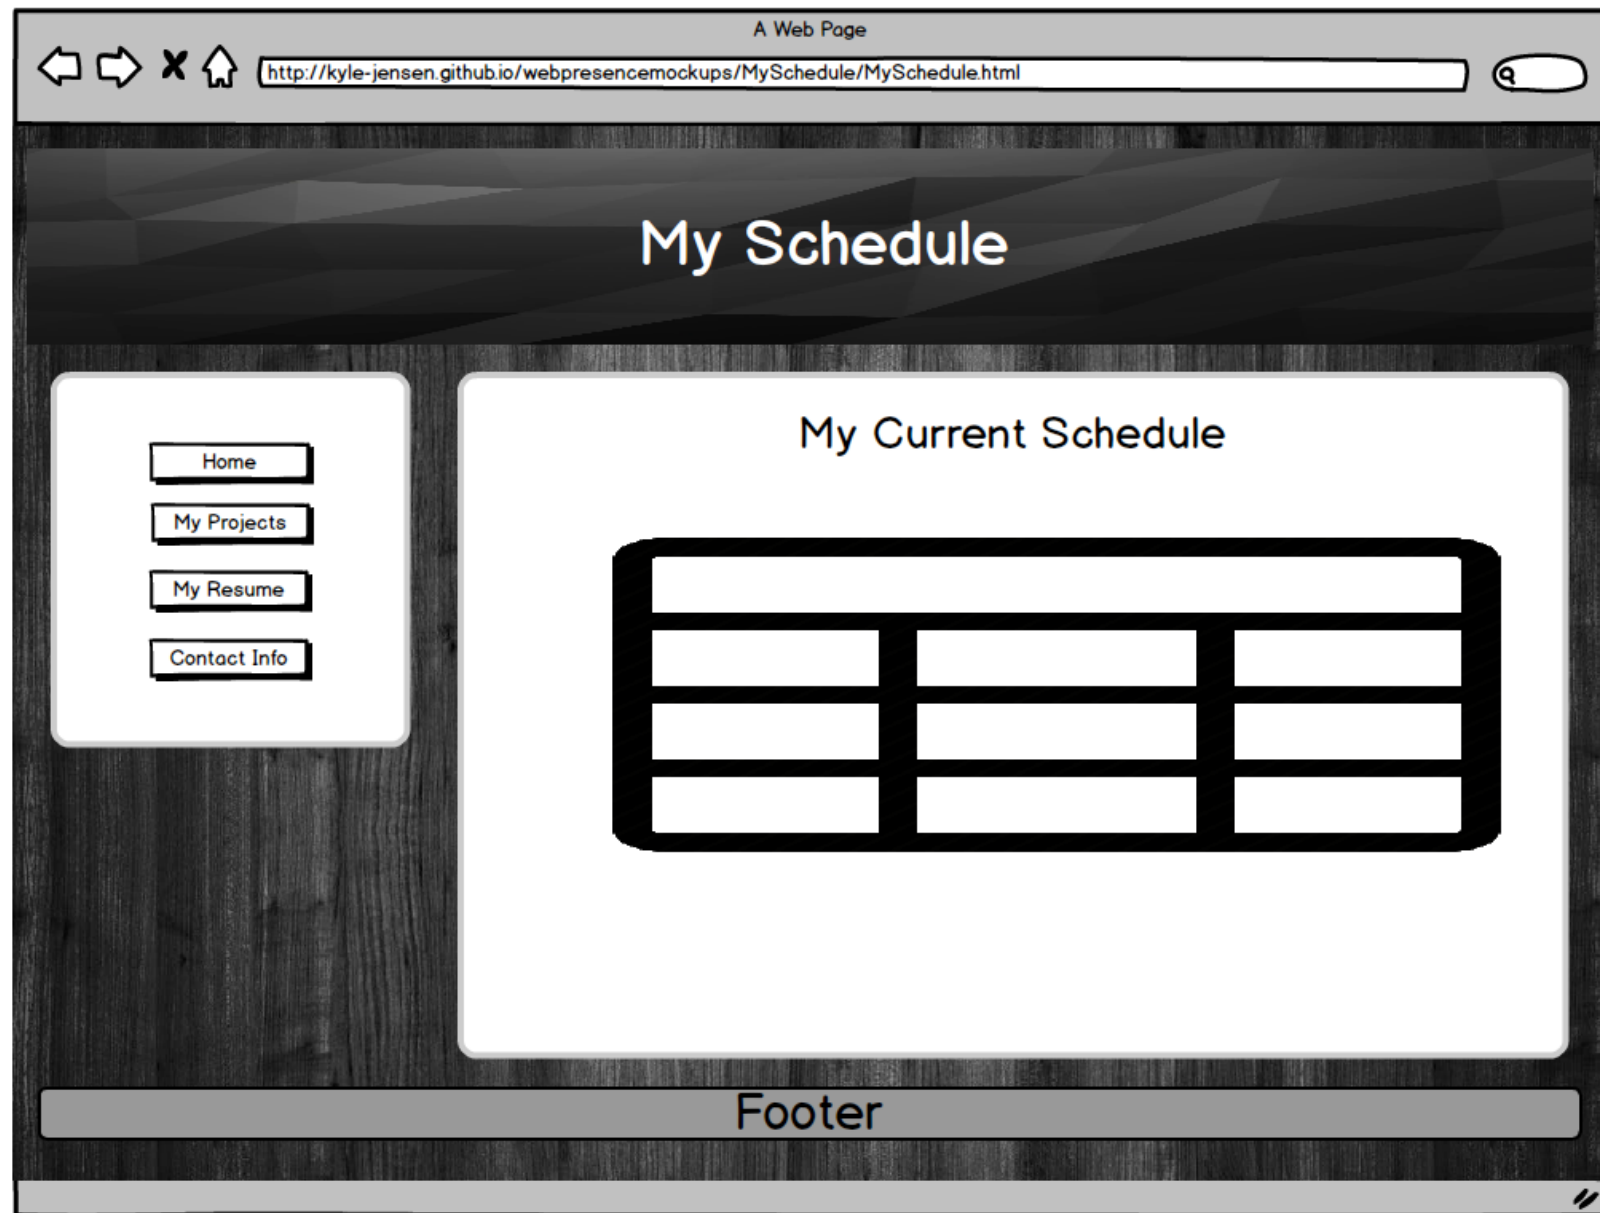 A Web Page
http://kyle-jensen.github.io/webpresencemockups/MySchedule/MySchedule.html
My Schedule
Home
My Projects
My Resume
Contact Info
My Current Schedule
Footer